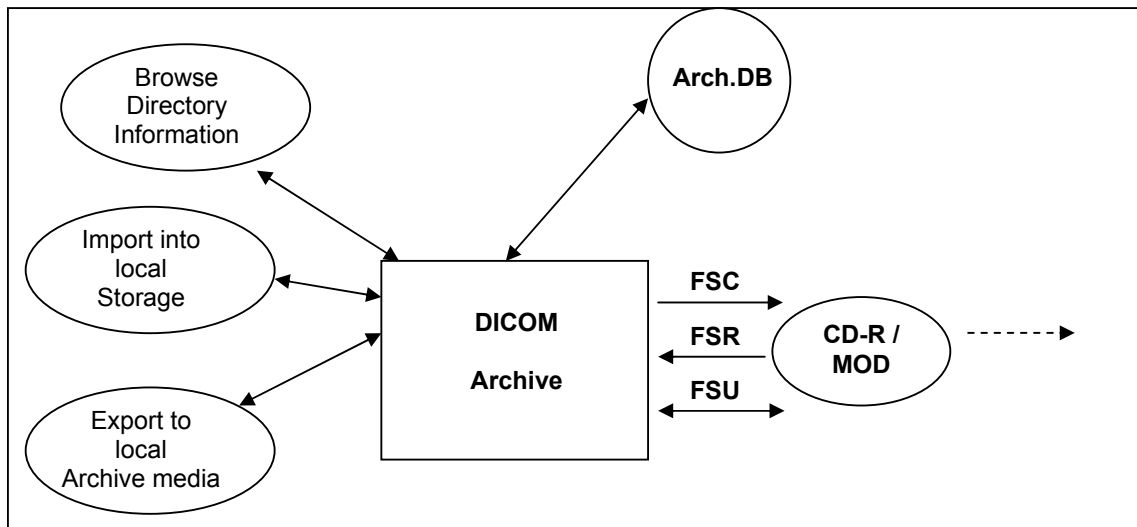 Browse
Directory
Information
Arch.DB
Import into
local
Storage
DICOM
Archive
FSC
FSR
FSU
CD-R /
MOD
Export to
local
Archive media